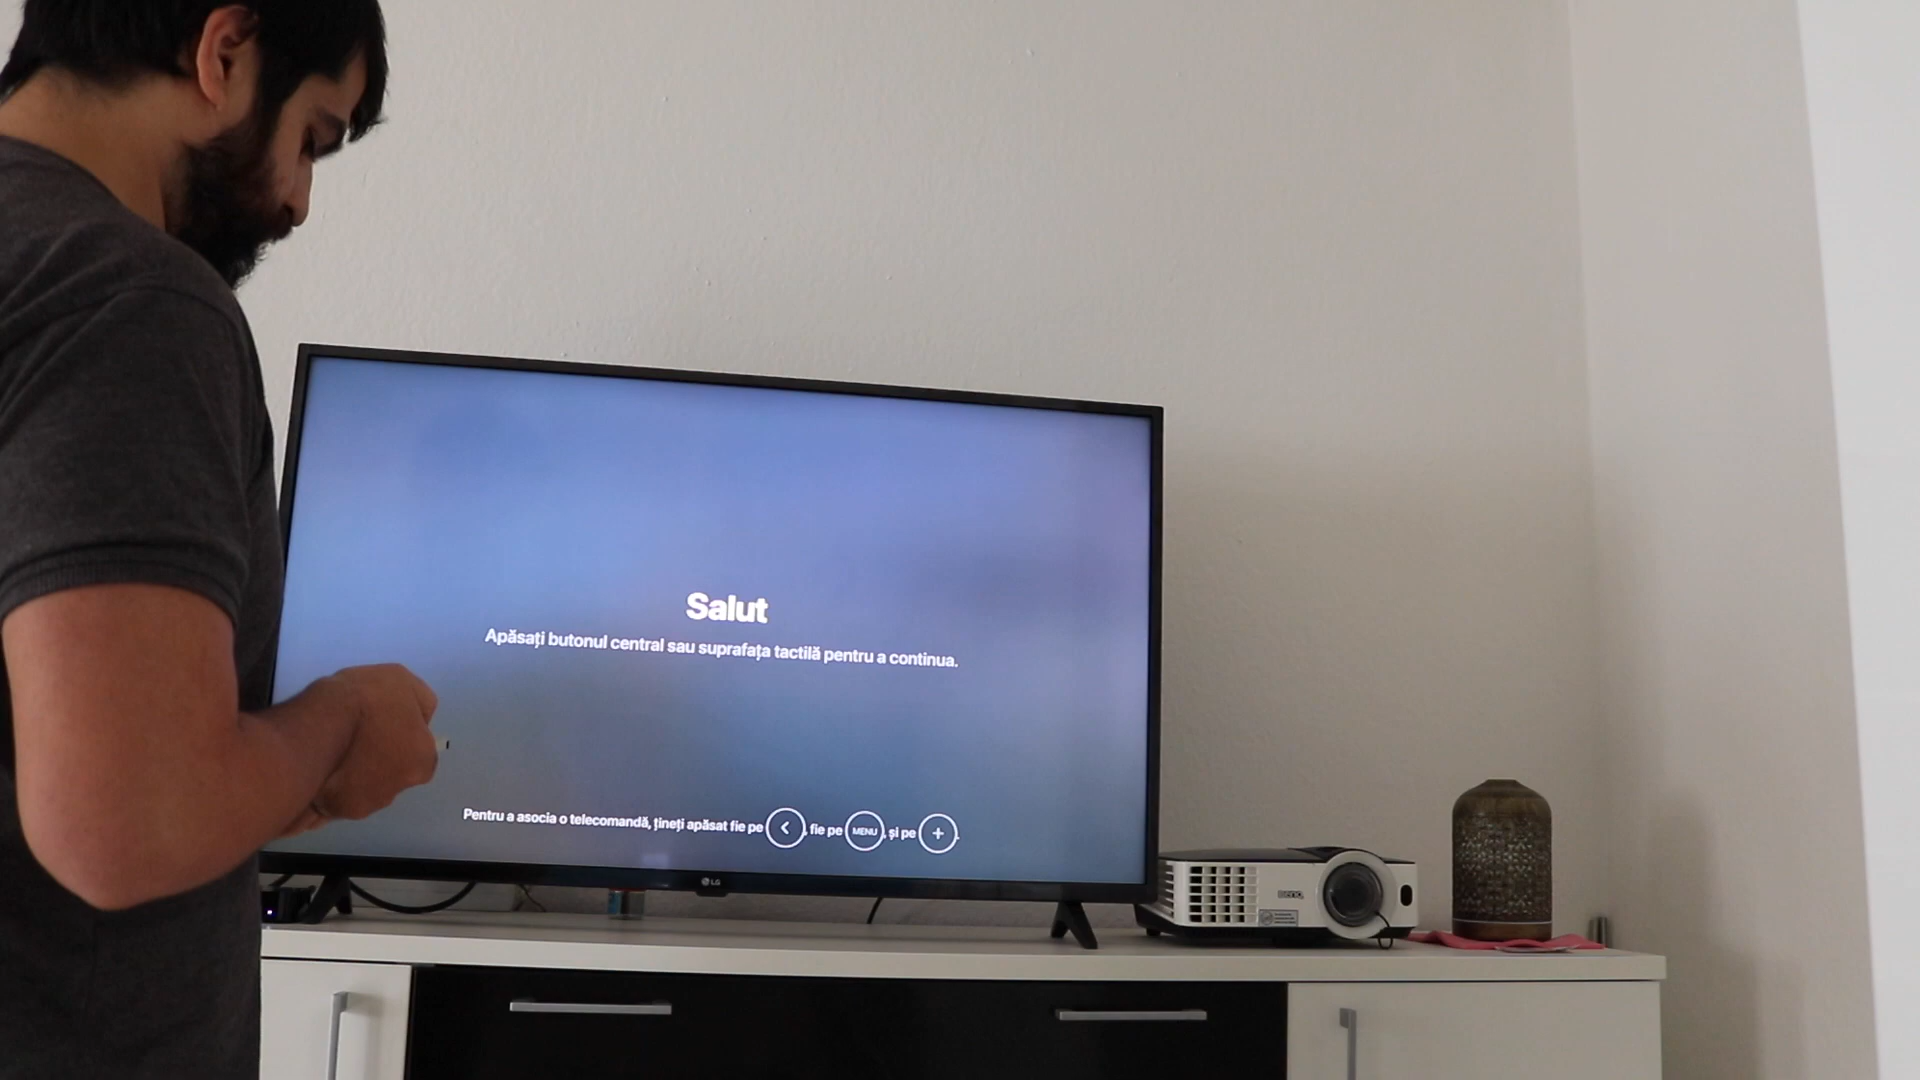 Salut
Apăsați butonul central sau suprafața tactilă pentru a continua.
Pentru a asocia o telecomandă, țineți apăsat fie pe <, fie pe MENU, și pe +.
LG
BenQ